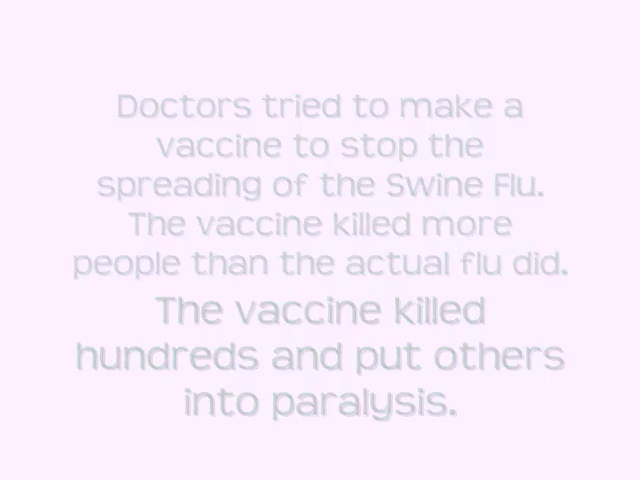 Doctors tried to make a
vaccine to stop the
spreading of the Swine Flu.
The vaccine killed more
people than the actual flu did.
The vaccine killed
hundreds and put others
into paralysis.